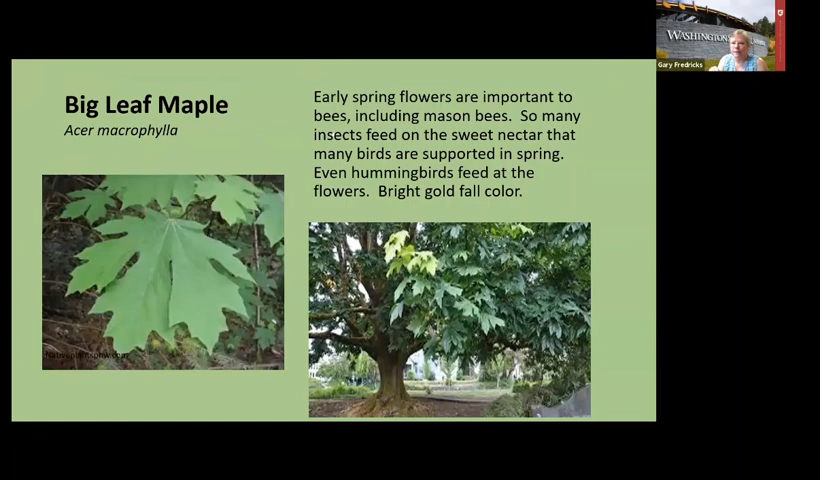 WASHINGTON
Gary Fredricks
Big Leaf Maple
Acer macrophylla
Early spring flowers are important to
bees, including mason bees.  So many
insects feed on the sweet nectar that
many birds are supported in spring.
Even hummingbirds feed at the
flowers.  Bright gold fall color.